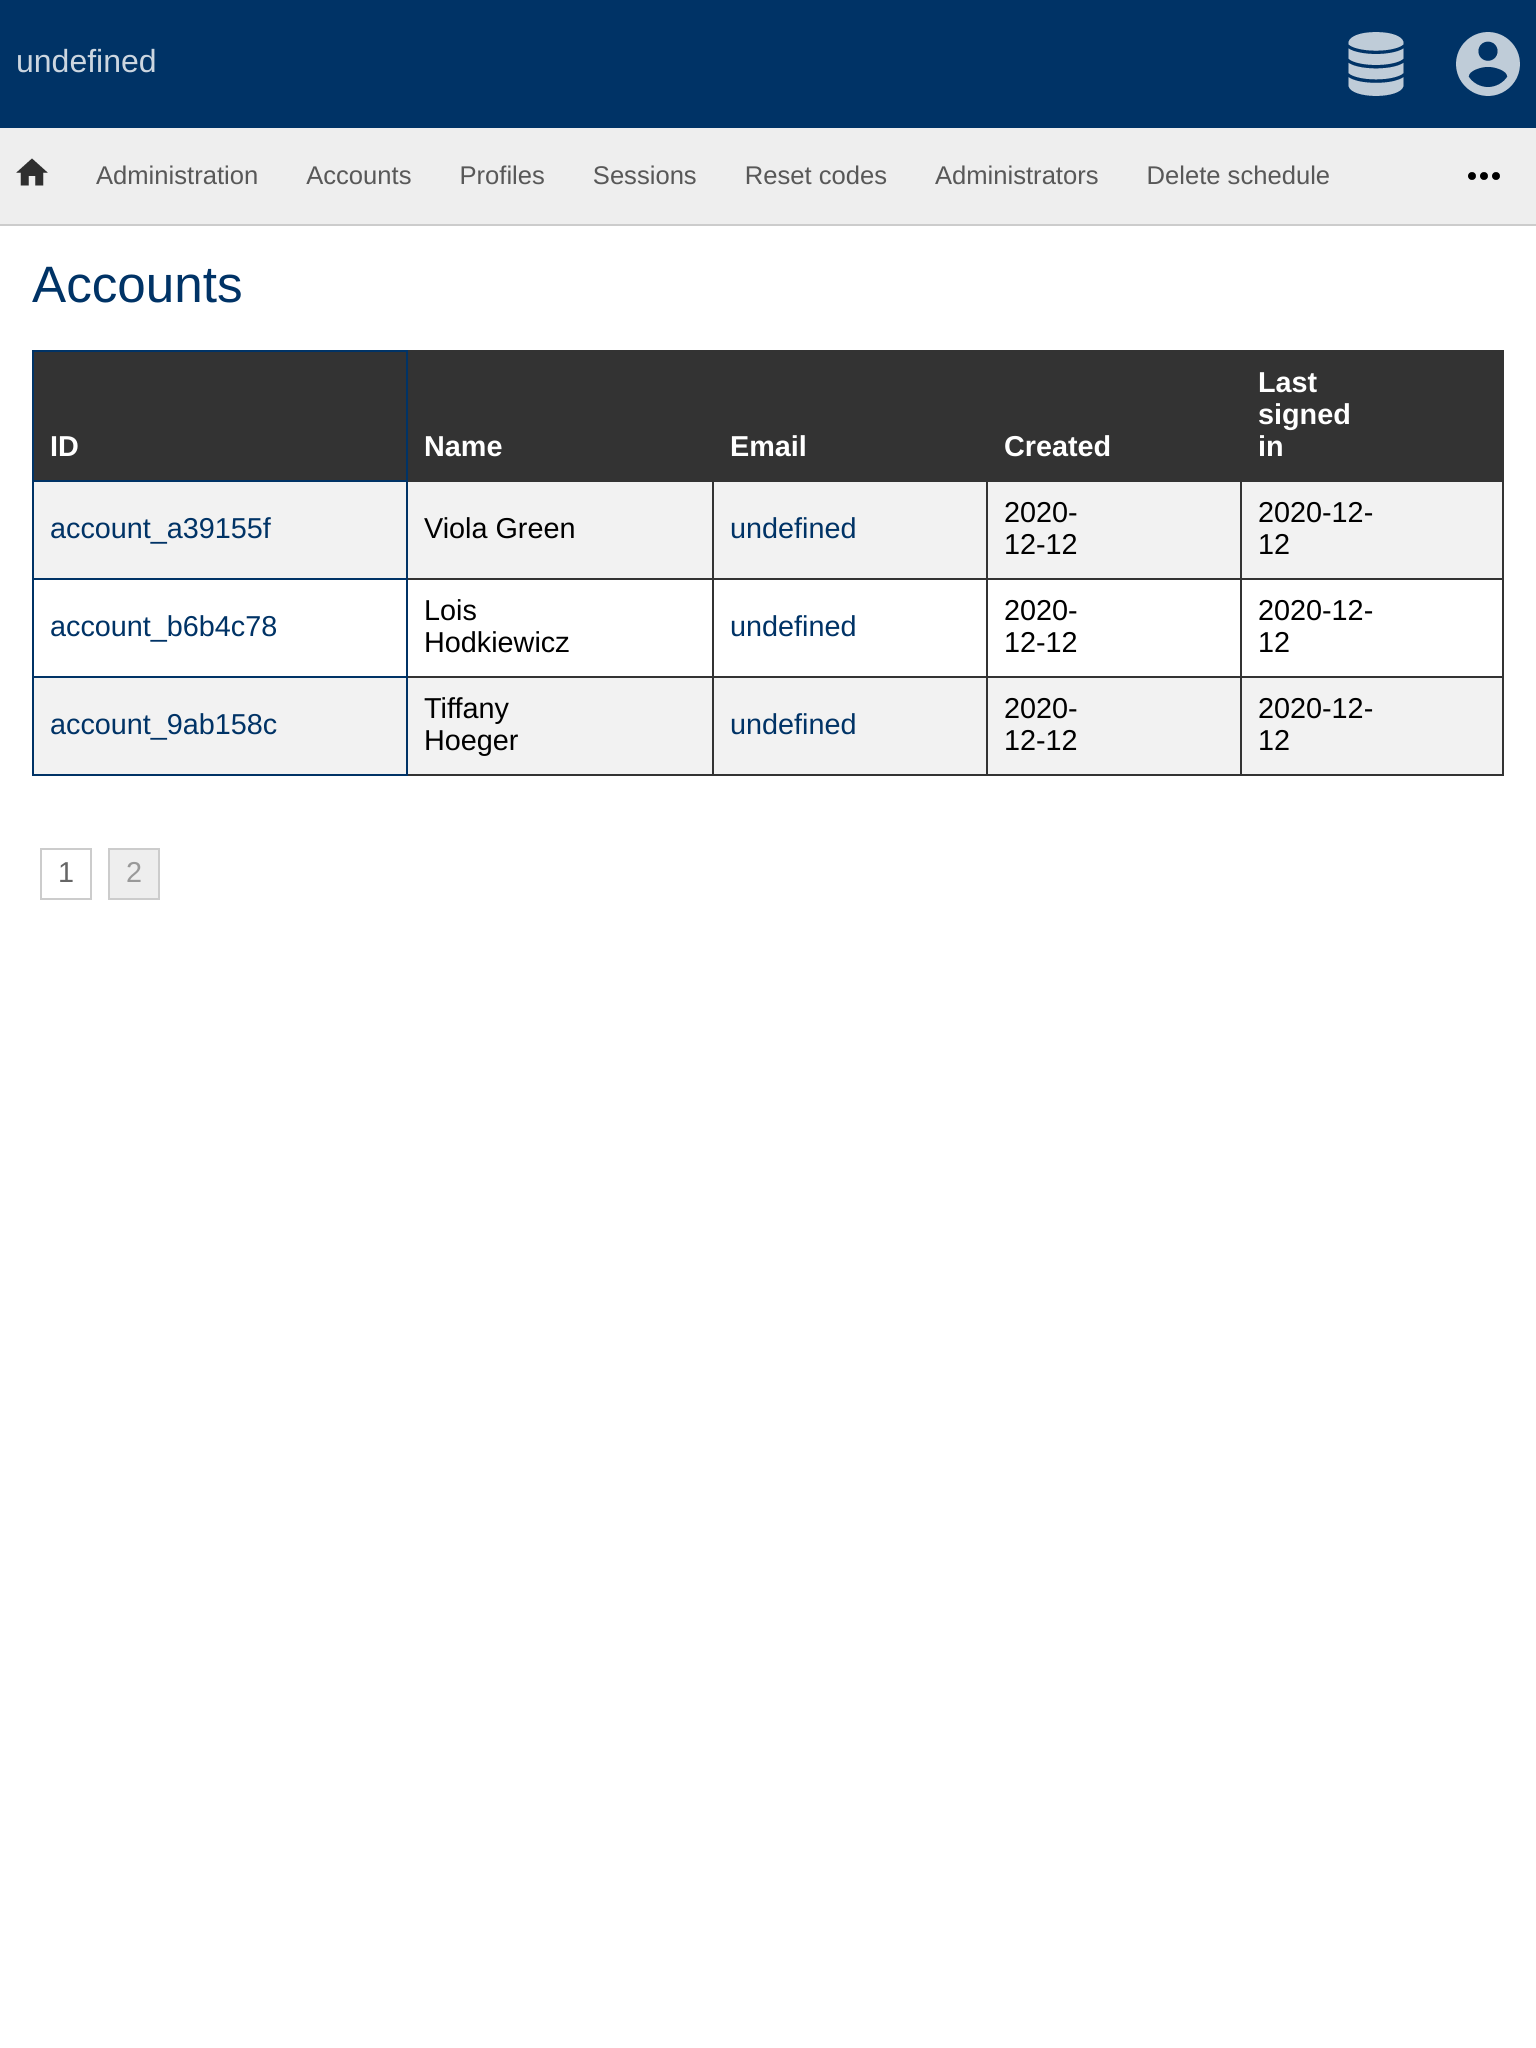 undefined
Administration Accounts Profiles Sessions Reset codes Administrators Delete schedule
Accounts
ID Name Email Created Last signed in
account_a39155f Viola Green undefined 2020-12-12 2020-12-12
account_b6b4c78 Lois Hodkiewicz undefined 2020-12-12 2020-12-12
account_9ab158c Tiffany Hoeger undefined 2020-12-12 2020-12-12
1 2